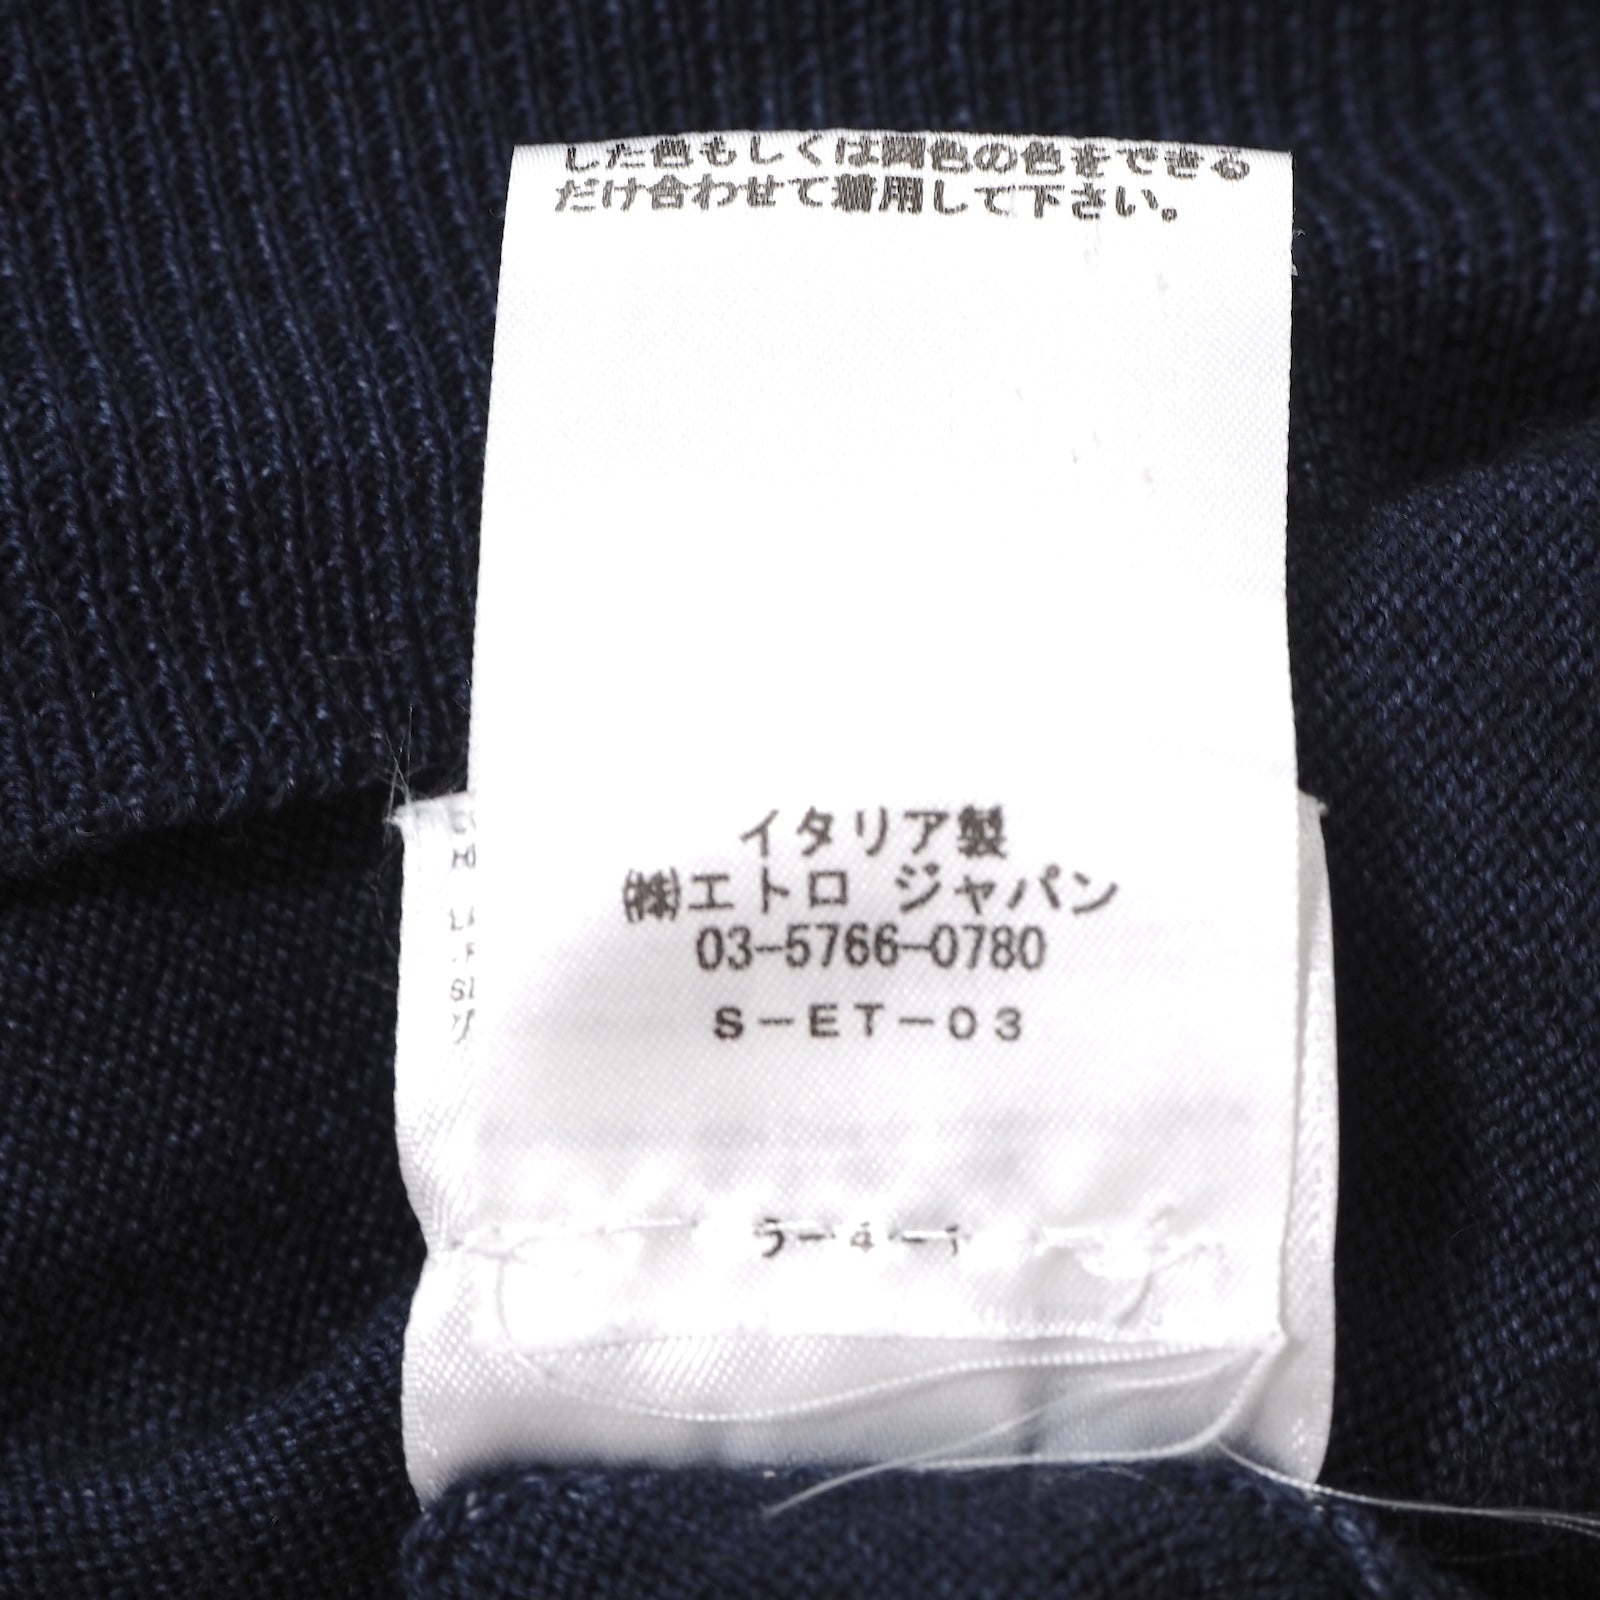 した色もしくは同色の色をできる
だけ合わせて着用して下さい。
イタリア製
㈱エトロ ジャパン
03-5766-0780
S-ET-03